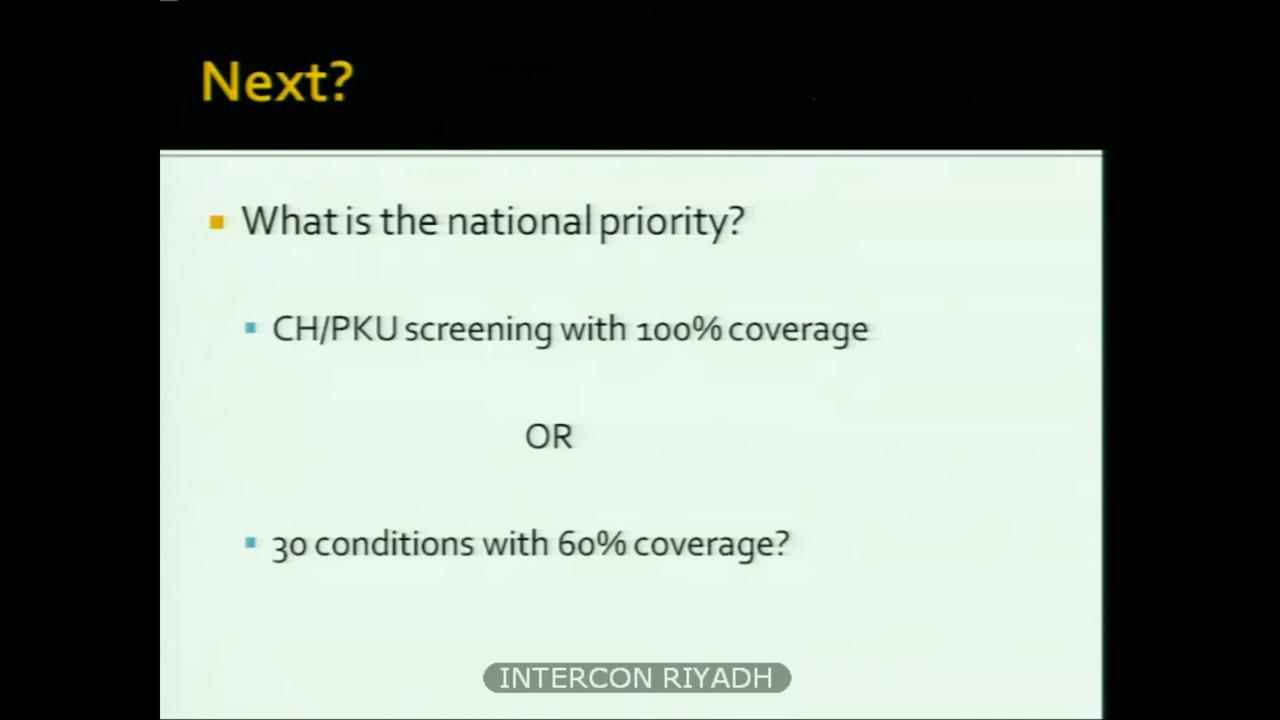 Next?
What is the national priority?
CH/PKU screening with 100% coverage
OR
30 conditions with 60% coverage?
INTERCON RIYADH